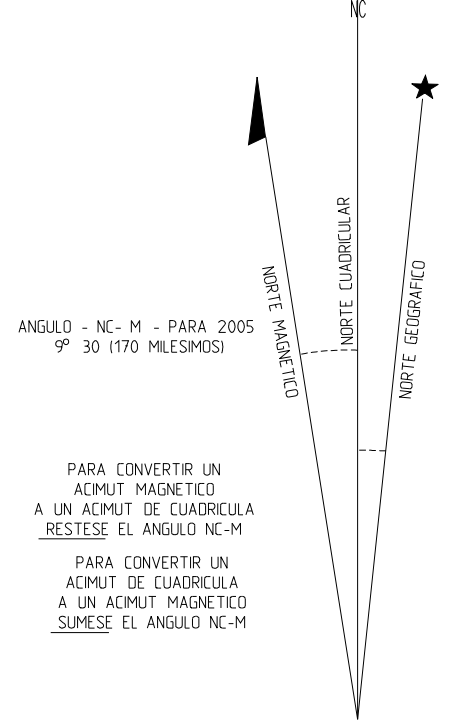 NC
NORTE MAGNETICO
NORTE CUADRICULAR
NORTE GEOGRAFICO
ANGULO - NC- M - PARA 2005
9º 30 (170 MILESIMOS)
PARA CONVERTIR UN
ACIMUT MAGNETICO
A UN ACIMUT DE CUADRICULA
RESTESE EL ANGULO NC-M
PARA CONVERTIR UN
ACIMUT DE CUADRICULA
A UN ACIMUT MAGNETICO
SUMESE EL ANGULO NC-M